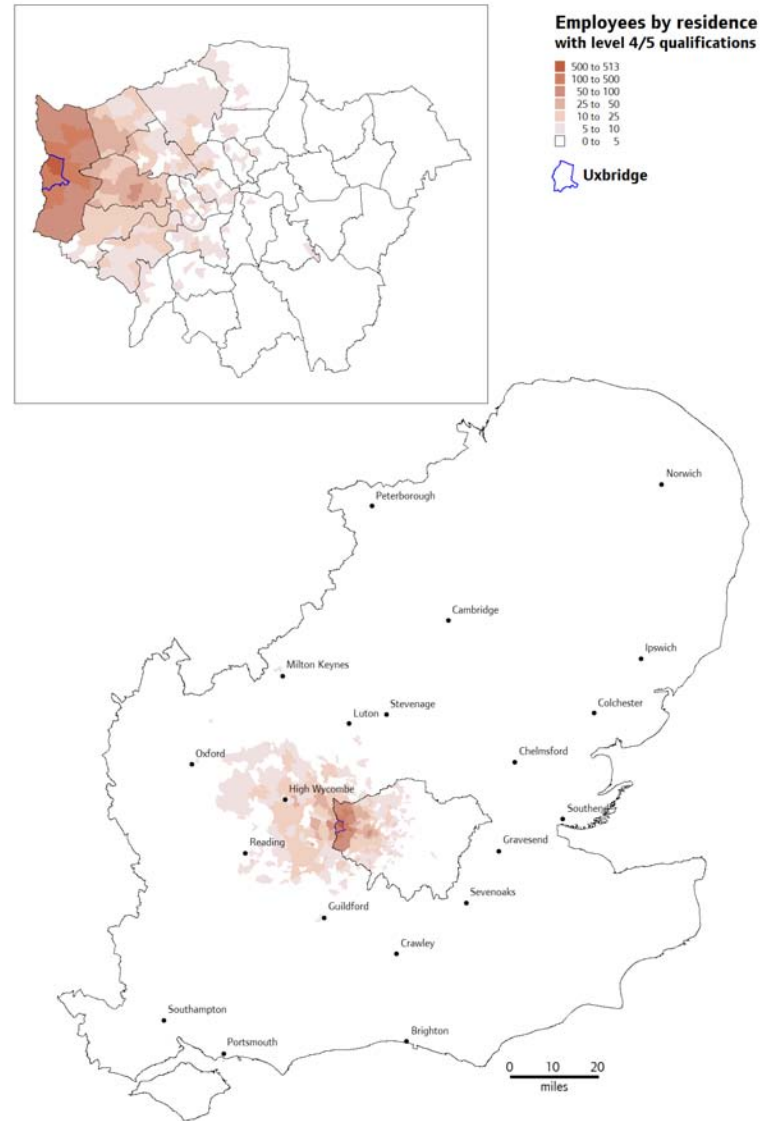 Employees by residence
with level 4/5 qualifications
500 to 513
100 to 500
50 to 100
25 to 50
10 to 25
5 to 10
0 to 5
Uxbridge
Norwich
Peterborough
Cambridge
Ipswich
Milton Keynes
Stevenage
Colchester
Luton
Oxford
Chelmsford
High Wycombe
Southend
Reading
Gravesend
Sevenoaks
Guildford
Crawley
Southampton
Brighton
Portsmouth
0 10 20
miles